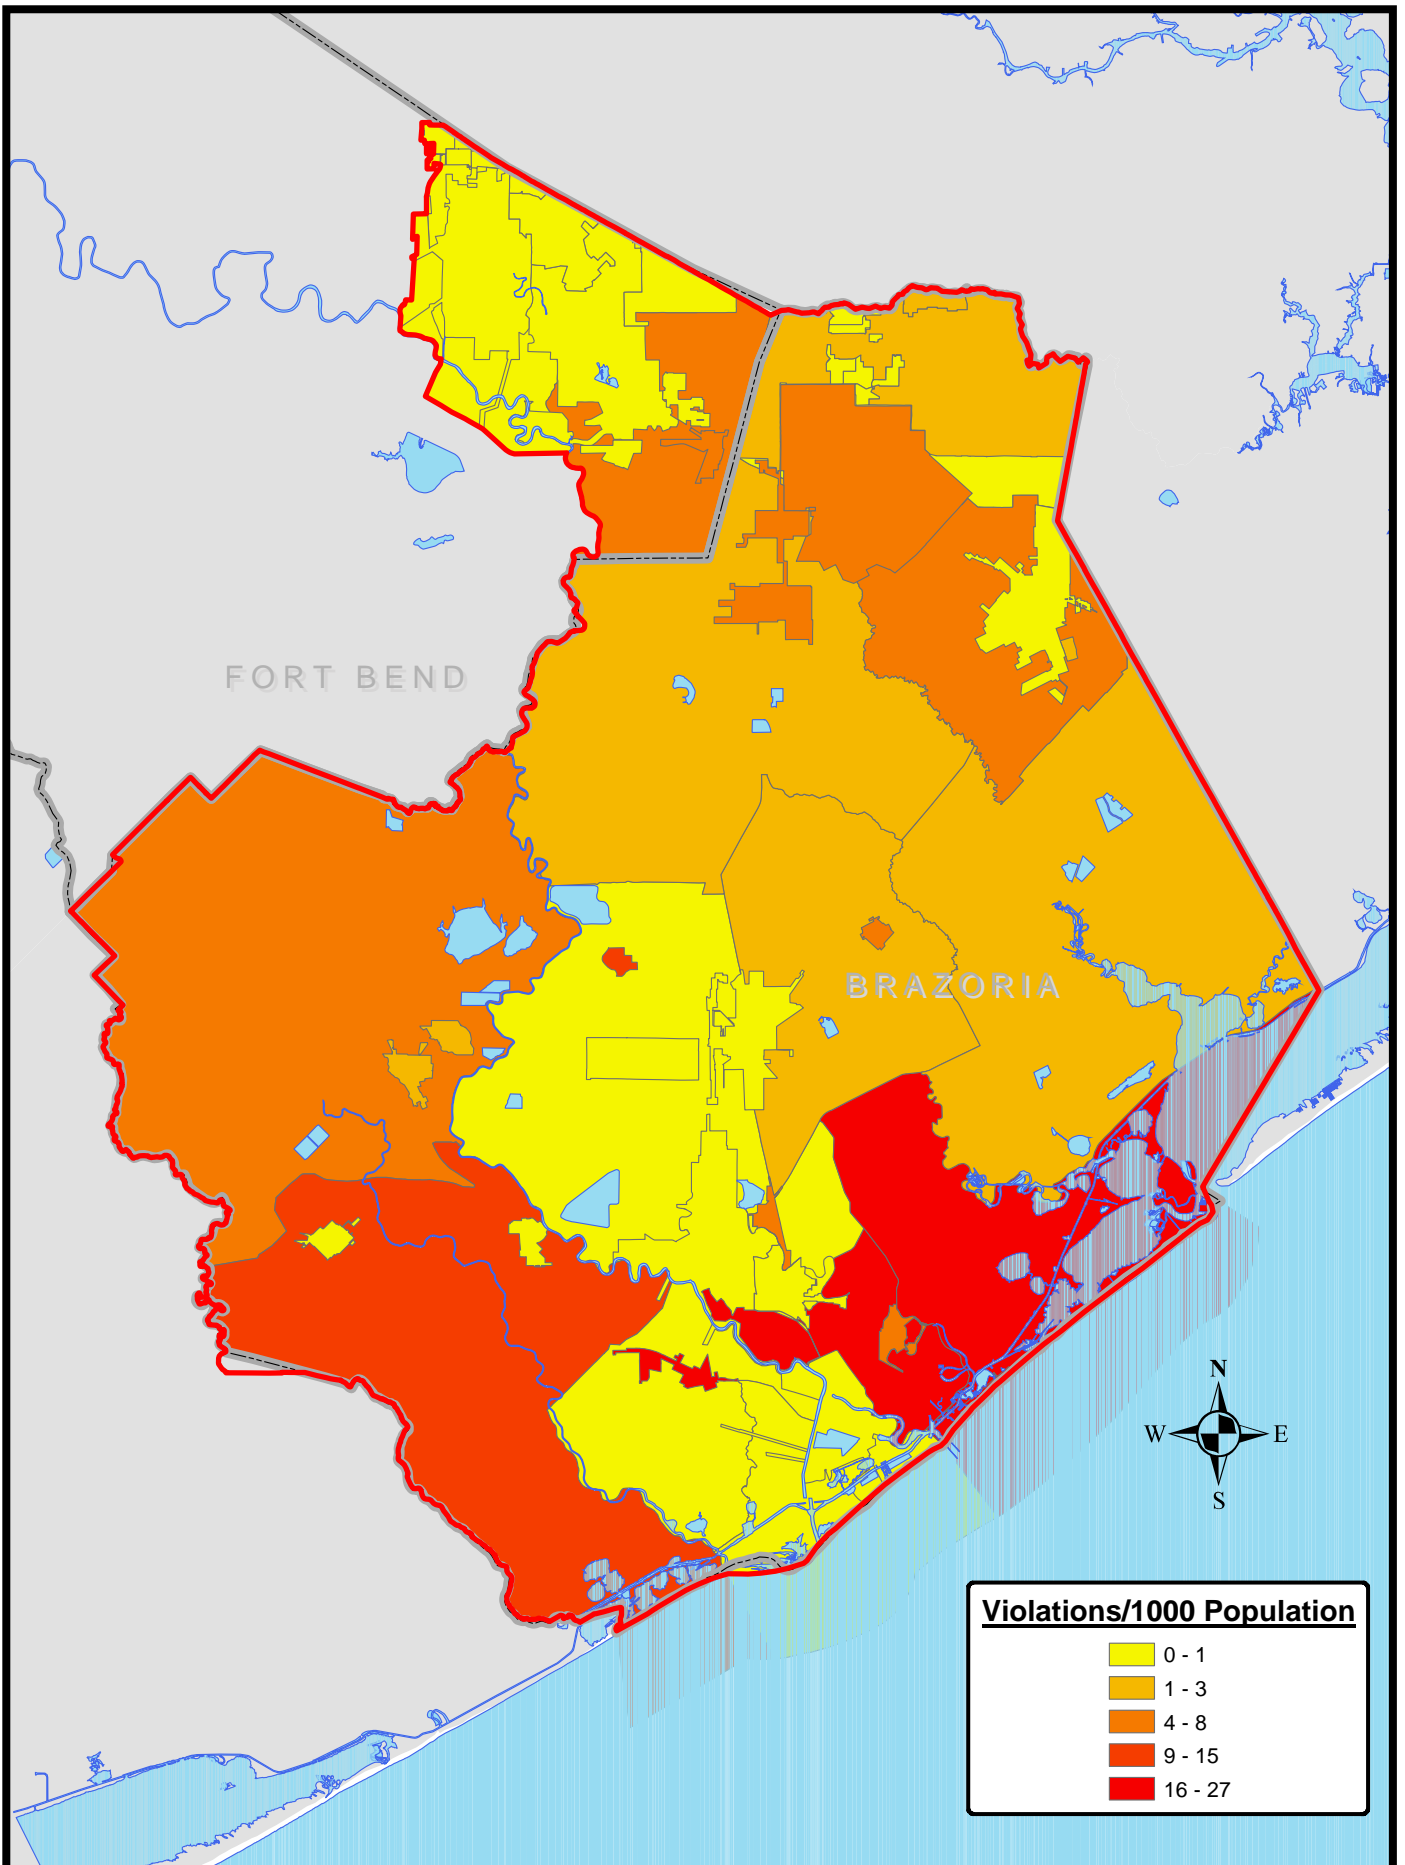 FORT BEND
BRAZORIA
N
W E
S
Violations/1000 Population
0 - 1
1 - 3
4 - 8
9 - 15
16 - 27